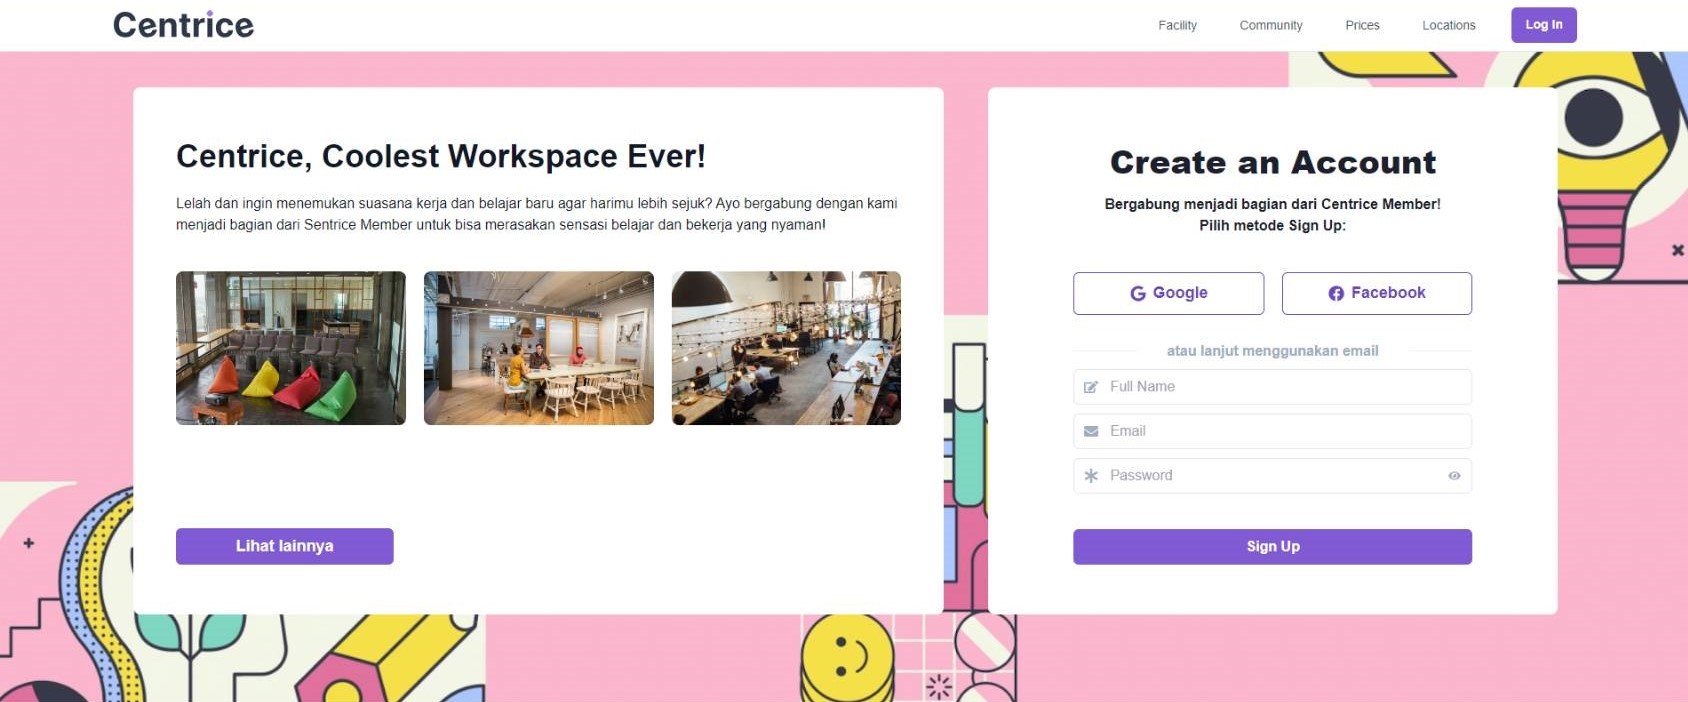 Centrice
Facility
Community
Prices
Locations
Log In
Centrice, Coolest Workspace Ever!
Lelah dan ingin menemukan suasana kerja dan belajar baru agar harimu lebih sejuk? Ayo bergabung dengan kami
menjadi bagian dari Sentrice Member untuk bisa merasakan sensasi belajar dan bekerja yang nyaman!
Lihat lainnya
Create an Account
Bergabung menjadi bagian dari Centrice Member!
Pilih metode Sign Up:
Google
Facebook
atau lanjut menggunakan email
Full Name
Email
Password
Sign Up